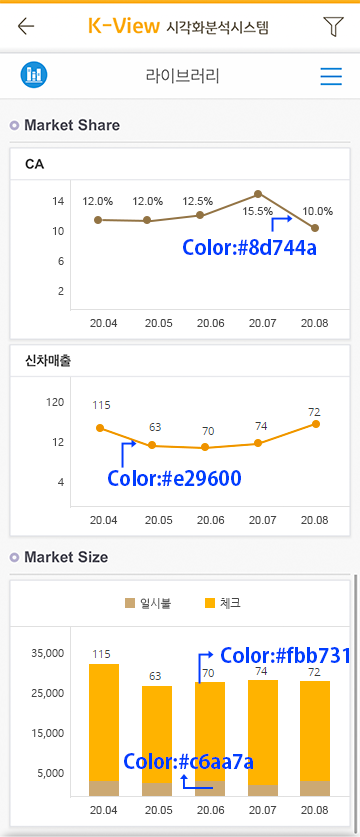 K-View 시각화분석시스템
라이브러리
Market Share
CA
14
12.0% 12.0% 12.5% 15.5% 10.0%
10
Color:#8d744a
6
2
20.04 20.05 20.06 20.07 20.08
신차매출
120
115 63 70 74 72
12
Color:#e29600
4
20.04 20.05 20.06 20.07 20.08
Market Size
일시불 체크
35,000
115 63 70 74 72
Color:#fbb731
25,000
15,000
Color:#c6aa7a
5,000
20.04 20.05 20.06 20.07 20.08